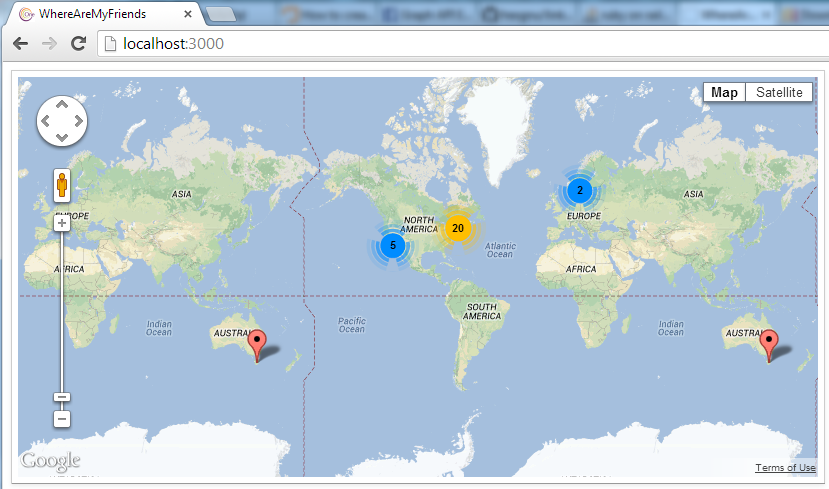 WhereAreMyFriends
localhost:3000
Map Satellite
2
ASIA
ASIA
EUROPE
NORTH
AMERICA
20
EUROPE
5
Atlantic
Ocean
AFRICA
AFRICA
SOUTH
AMERICA
Indian
Ocean
Pacific
Ocean
Indian
Ocean
AUSTRAL
AUSTRAL
Google
Terms of Use